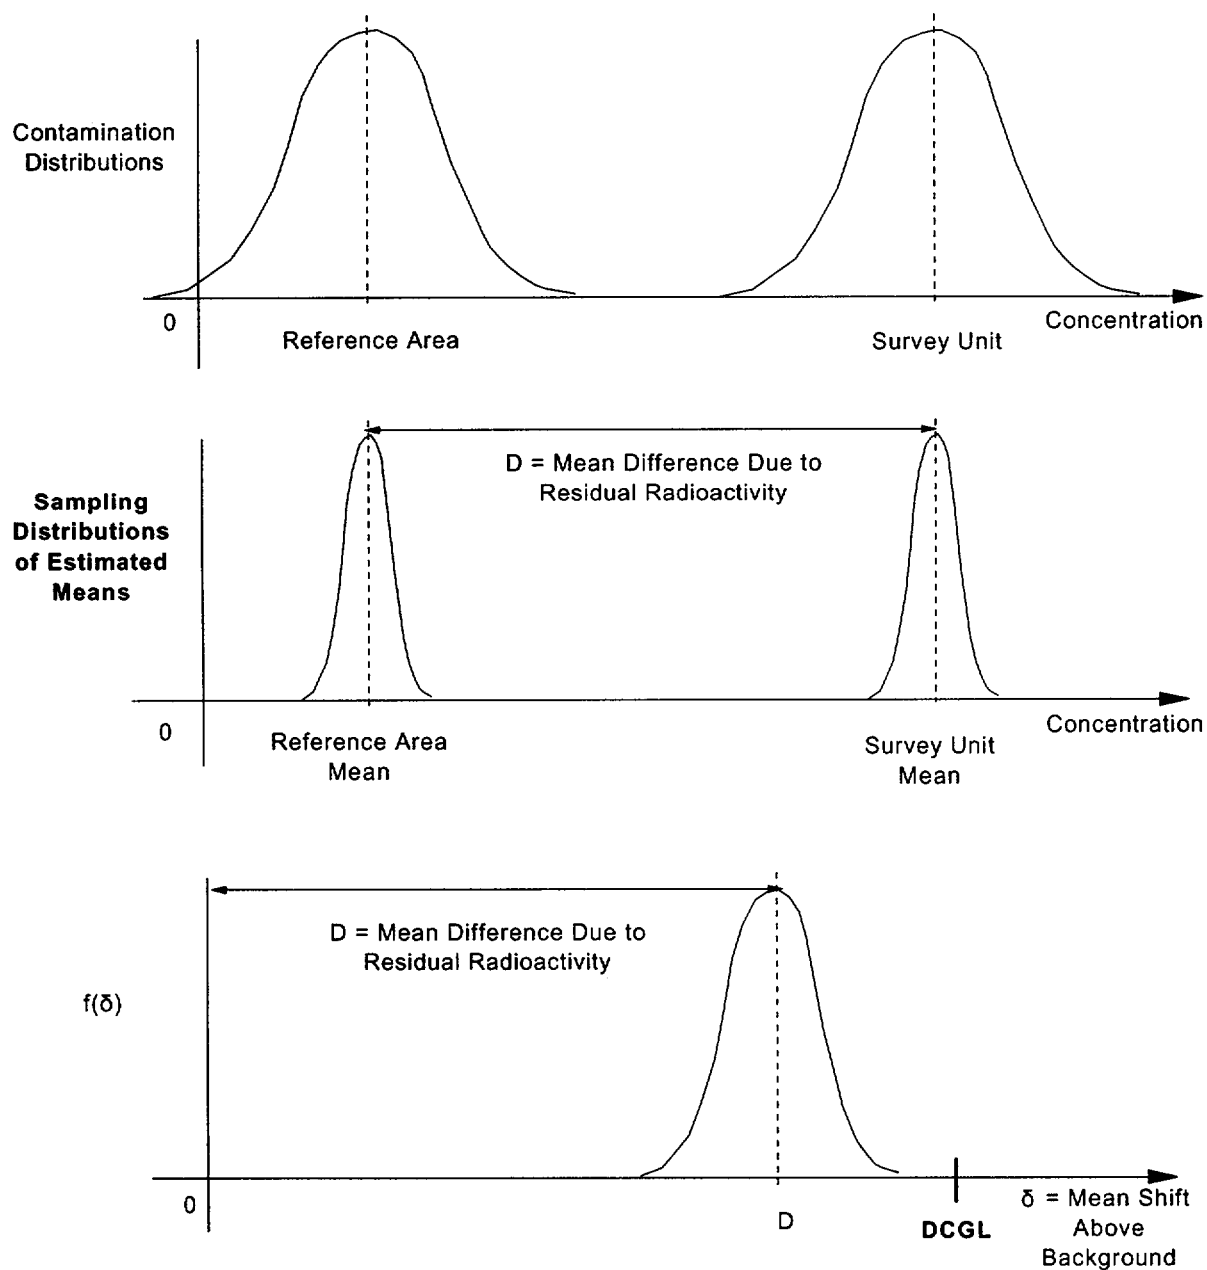 Contamination
Distributions
0
Reference Area
Survey Unit
Concentration
D = Mean Difference Due to
Residual Radioactivity
Sampling
Distributions
of Estimated
Means
0
Reference Area
Mean
Survey Unit
Mean
Concentration
D = Mean Difference Due to
Residual Radioactivity
f(δ)
0
D
DCGL
δ = Mean Shift
Above
Background